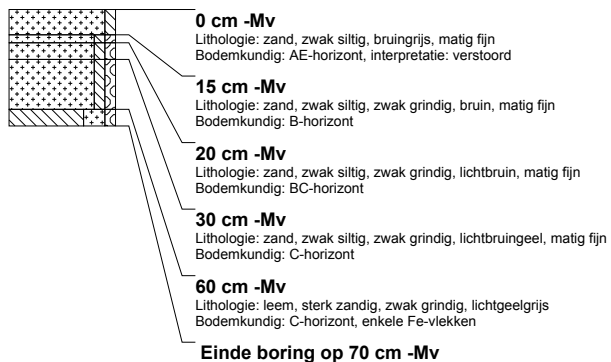 0 cm -Mv
Lithologie: zand, zwak siltig, bruingrijs, matig fijn
Bodemkundig: AE-horizont, interpretatie: verstoord
15 cm -Mv
Lithologie: zand, zwak siltig, zwak grindig, bruin, matig fijn
Bodemkundig: B-horizont
20 cm -Mv
Lithologie: zand, zwak siltig, zwak grindig, lichtbruin, matig fijn
Bodemkundig: BC-horizont
30 cm -Mv
Lithologie: zand, zwak siltig, zwak grindig, lichtbruingeel, matig fijn
Bodemkundig: C-horizont
60 cm -Mv
Lithologie: leem, sterk zandig, zwak grindig, lichtgeelgrijs
Bodemkundig: C-horizont, enkele Fe-vlekken
Einde boring op 70 cm -Mv